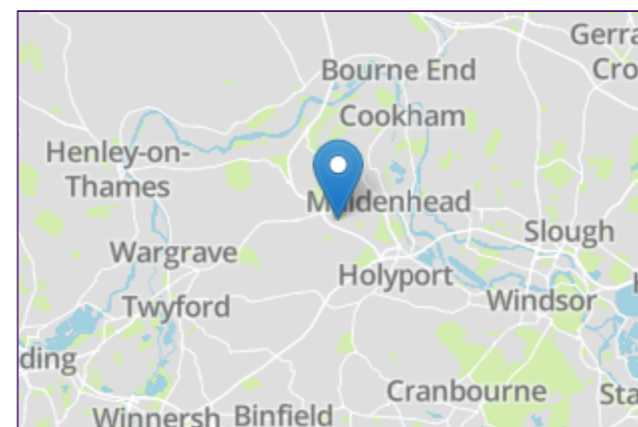 Gerra
Cro
Bourne End
Cookham
Henley-on-
Thames
Maidenhead
Slough
Wargrave
Holyport
Windsor
Twyford
ding
Cranbourne
Sta
Winnersh
Binfield